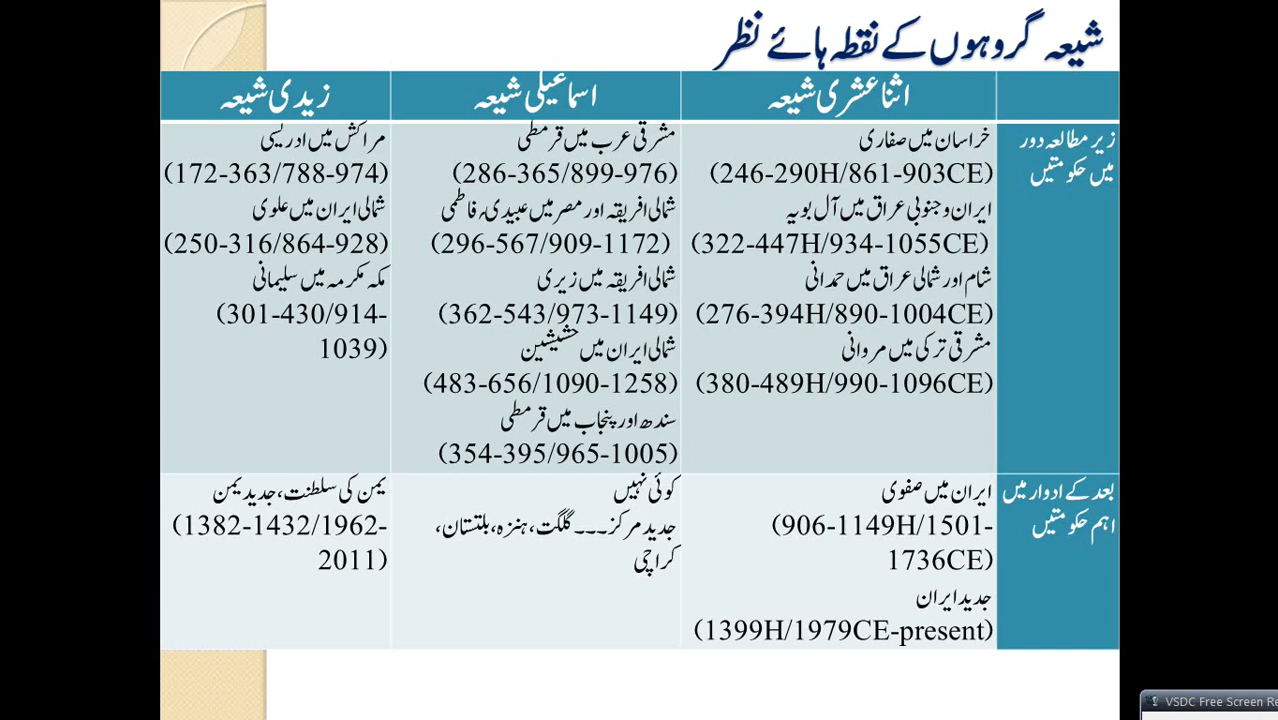 شیعہ گروہوں کے نقطہ ہائے نظر
اثنا عشری شیعہ
اسماعیلی شیعہ
زیدی شیعہ
زیر مطالعہ دور
میں حکومتیں
خراسان میں صفاری
(246-290H/861-903CE)
ایران و جنوبی عراق میں آل بویہ
(322-447H/934-1055CE)
شام اور شمالی عراق میں حمدانی
(276-394H/890-1004CE)
مشرقی ترکی میں مروانی
(380-489H/990-1096CE)
مشرقی عرب میں قرمطی
(286-365/899-976)
شمالی افریقہ اور مصر میں عبیدی، فاطمی
(296-567/909-1172)
شمالی افریقہ میں زیری
(362-543/973-1149)
شمالی ایران میں حشیشین
(483-656/1090-1258)
سندھ اور پنجاب میں قرمطی
(354-395/965-1005)
مراکش میں ادریسی
(172-363/788-974)
شمالی ایران میں علوی
(250-316/864-928)
مکہ مکرمہ میں سلیمانی
(301-430/914-
1039)
بعد کے ادوار میں
اہم حکومتیں
ایران میں صفوی
(906-1149H/1501-
1736CE)
جدید ایران
(1399H/1979CE-present)
کوئی نہیں
جدید مرکز۔۔۔ گلگت، ہنزہ، بلتستان،
کراچی
یمن کی سلطنت، جدید یمن
(1382-1432/1962-
2011)
VSDC Free Screen Re